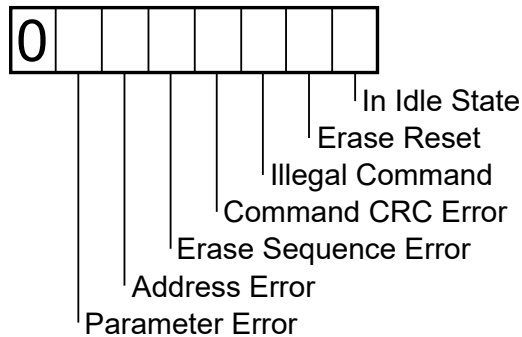 0
In Idle State
Erase Reset
Illegal Command
Command CRC Error
Erase Sequence Error
Address Error
Parameter Error